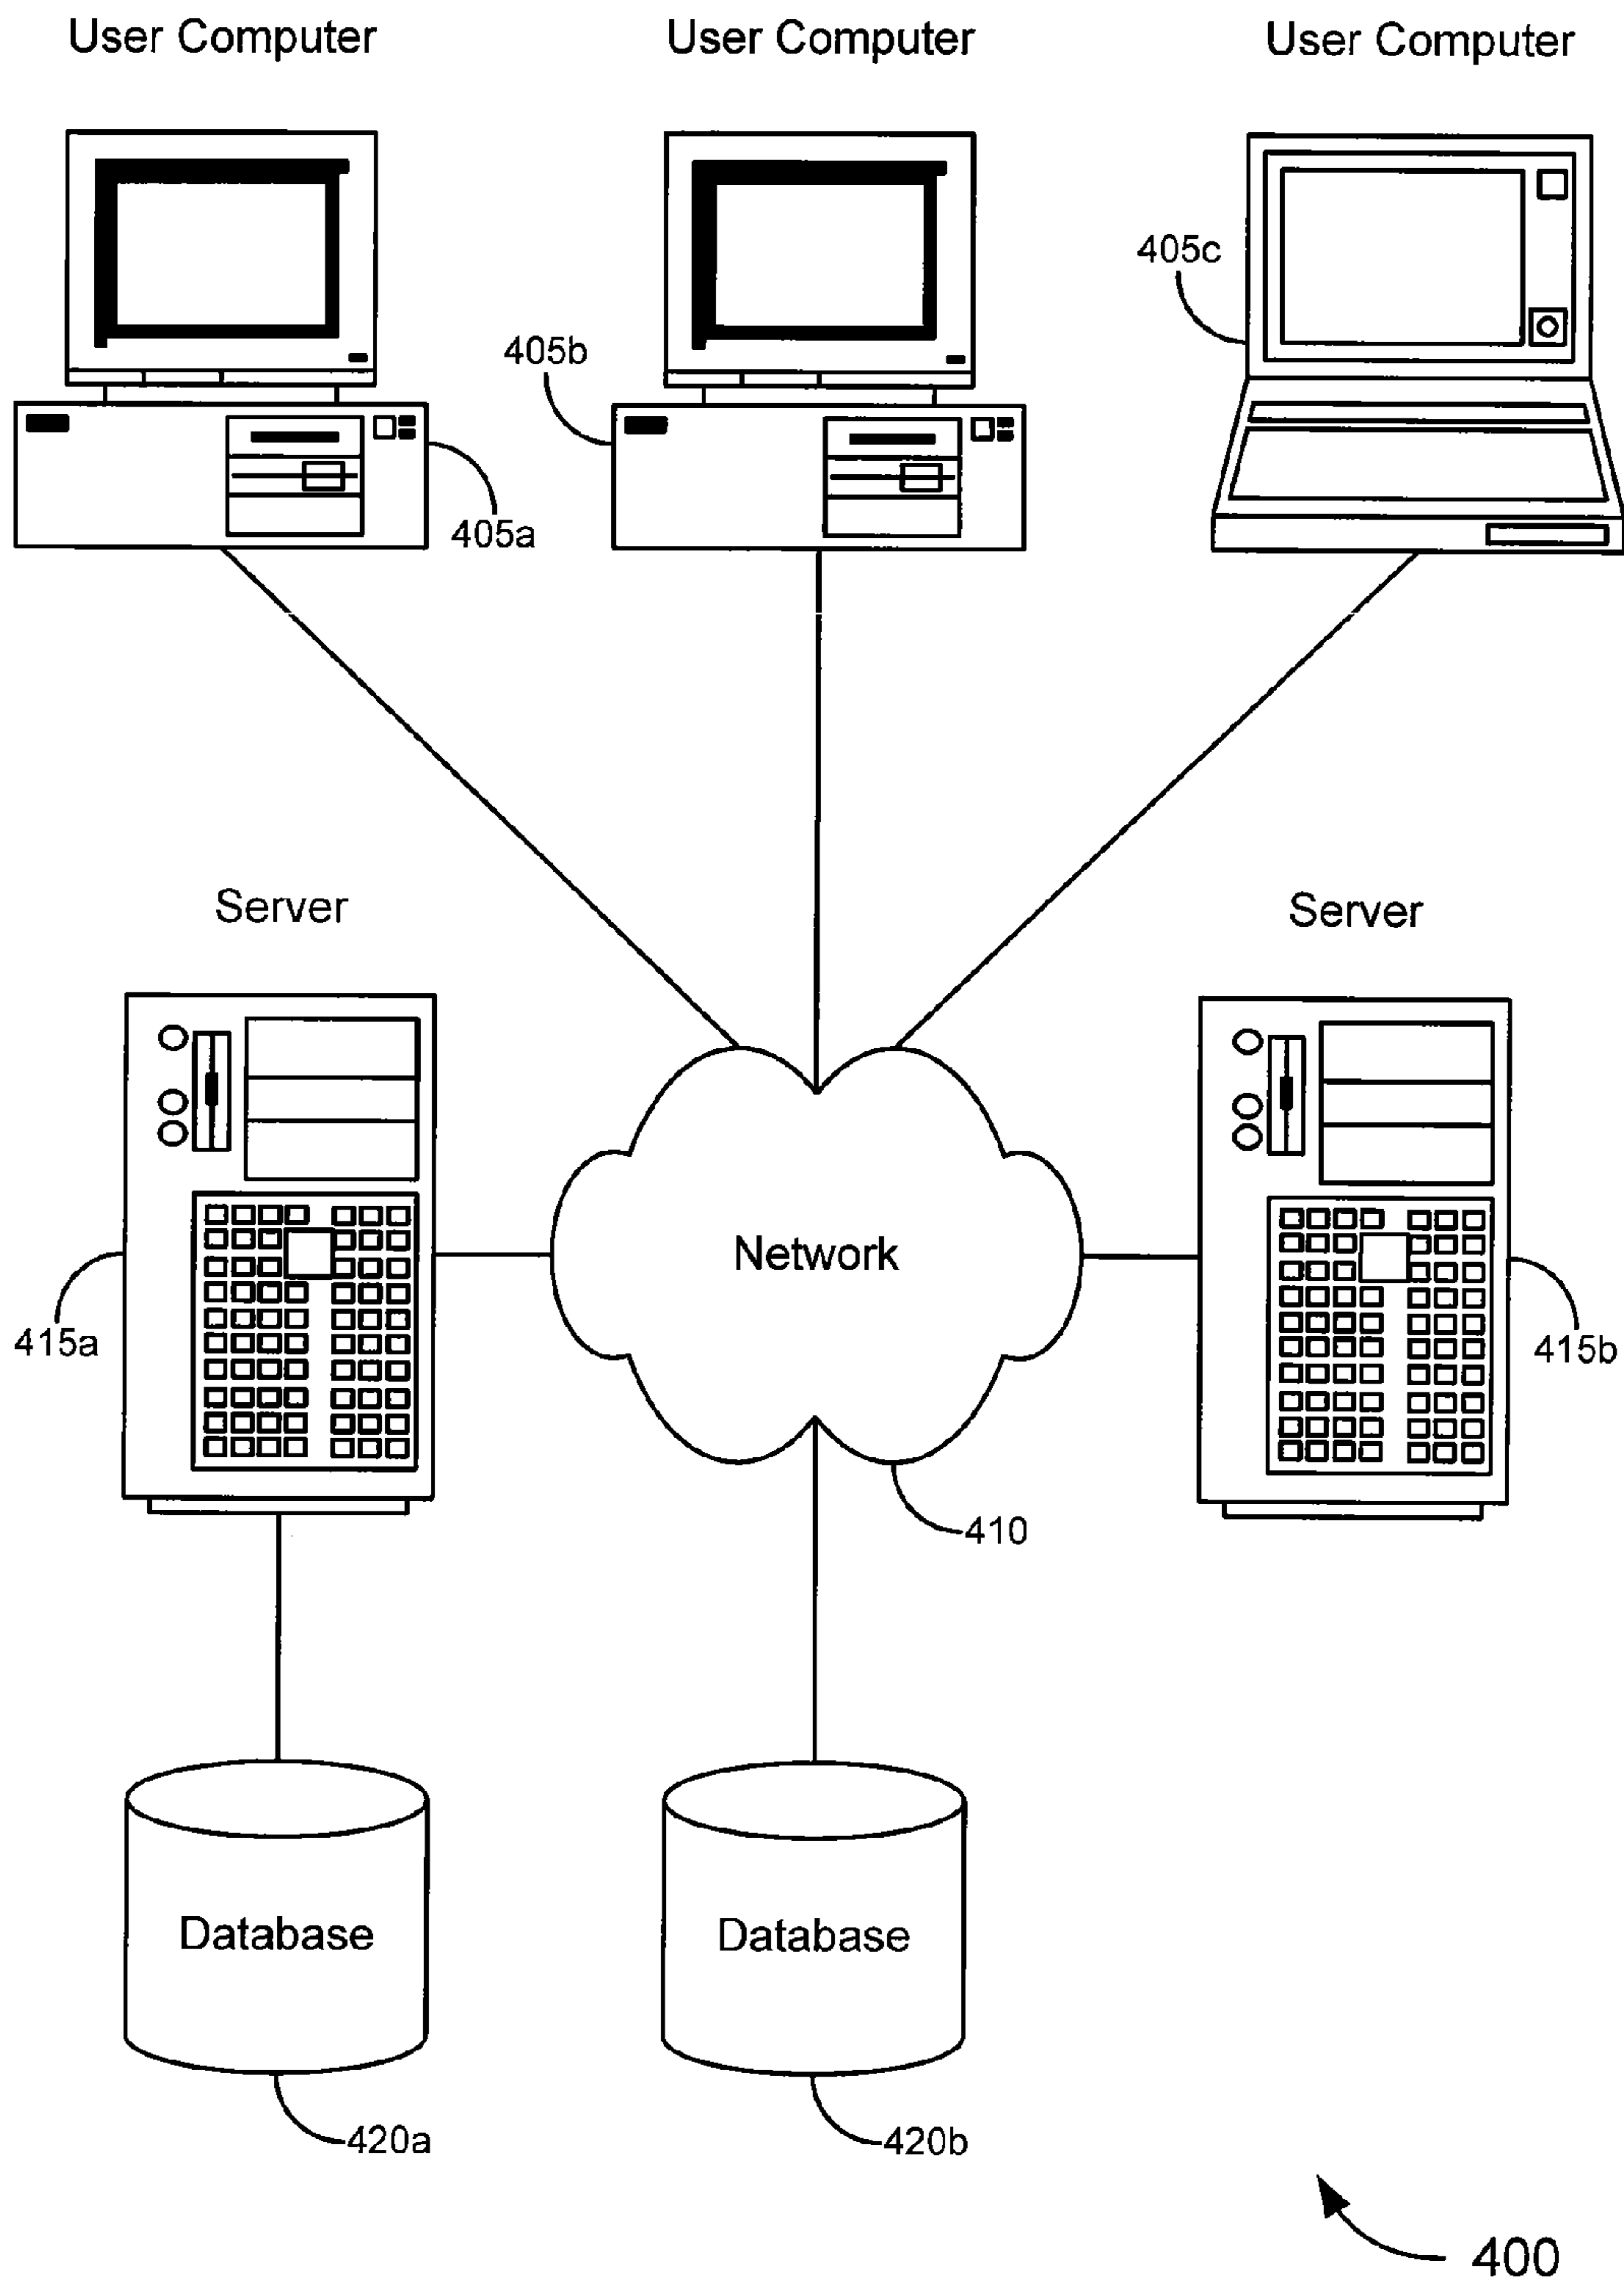 User Computer
User Computer
User Computer
405c
405b
405a
Server
Server
Network
415a
415b
410
Database
Database
420a
420b
400